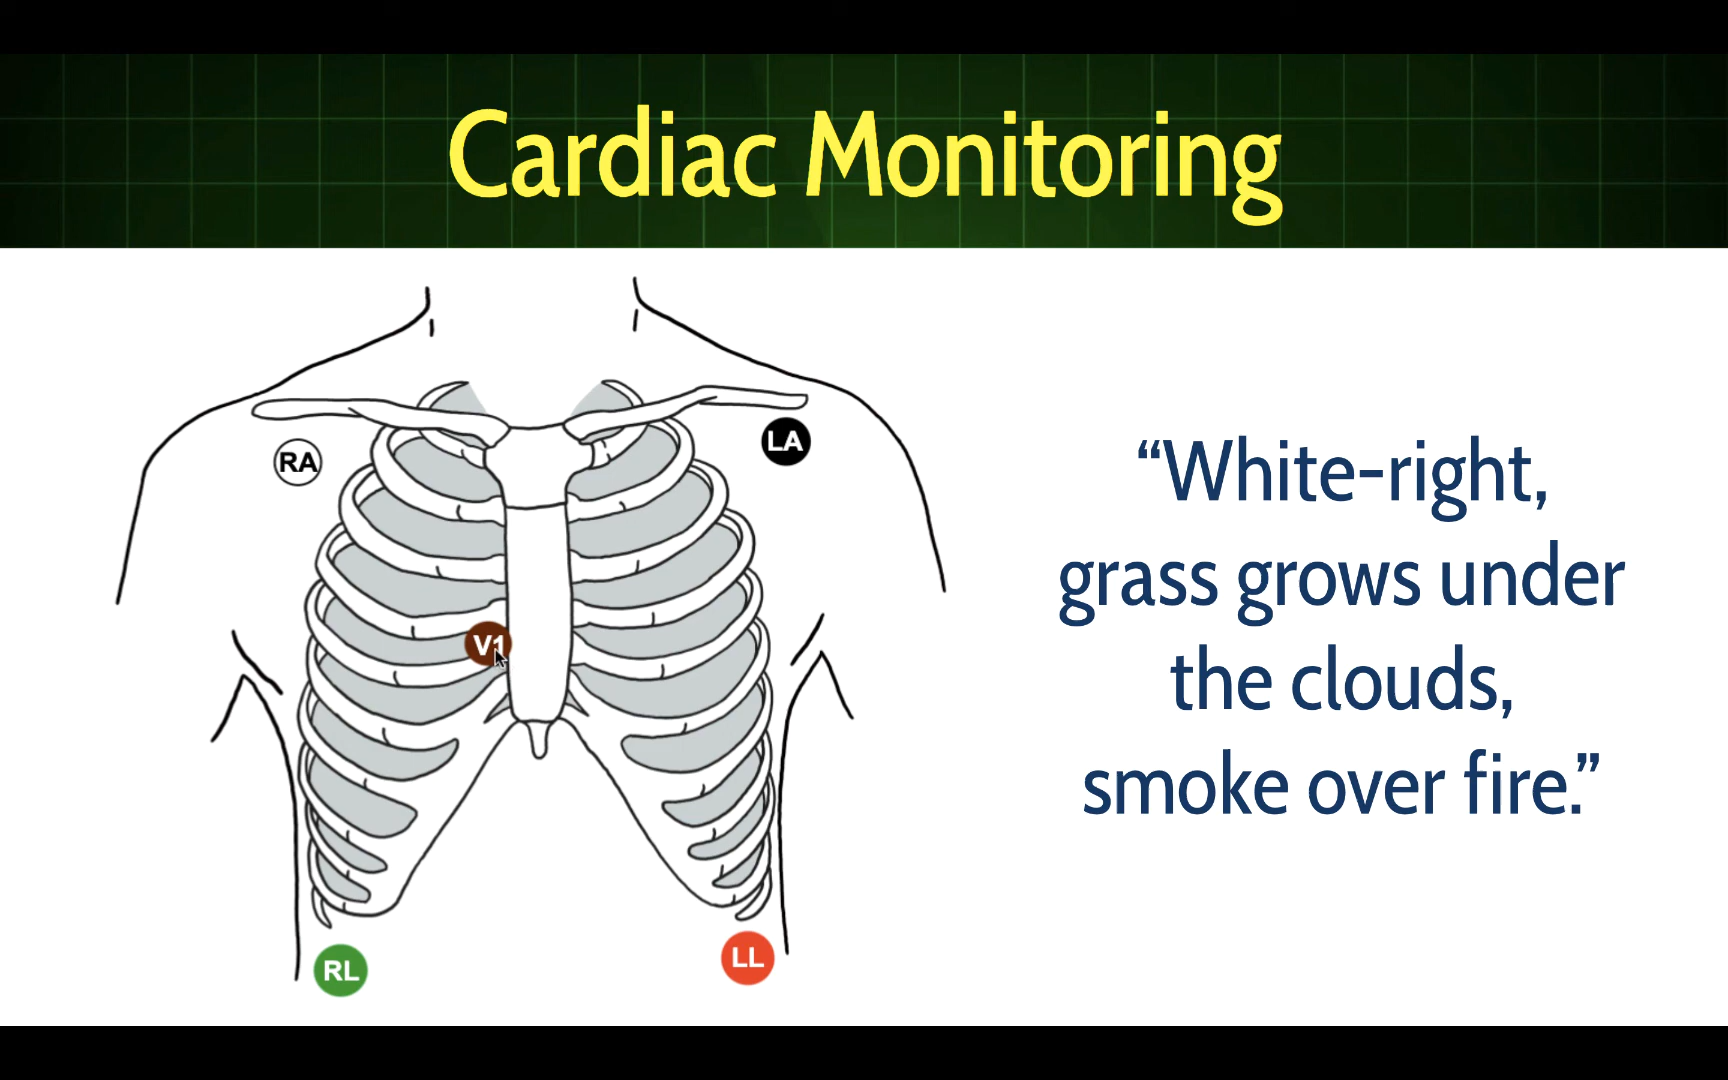 Cardiac Monitoring
RA
LA
V1
RL
LL
“White-right,
grass grows under
the clouds,
smoke over fire.”